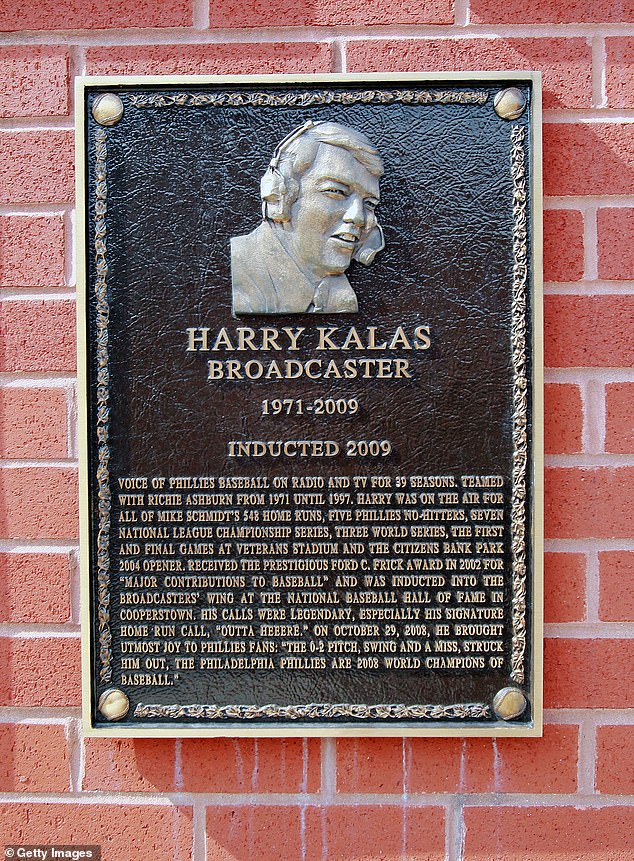 HARRY KALAS
BROADCASTER
1971-2009
INDUCTED 2009
VOICE OF PHILLIES BASEBALL ON RADIO AND TV FOR 39 SEASONS. TEAMED
WITH RICHIE ASHBURN FROM 1971 UNTIL 1997. HARRY WAS ON THE AIR FOR
ALL OF MIKE SCHMIDT'S 548 HOME RUNS, FIVE PHILLIES NO-HITTERS, SEVEN
NATIONAL LEAGUE CHAMPIONSHIP SERIES, THREE WORLD SERIES, THE FIRST
AND FINAL GAMES AT VETERANS STADIUM AND THE CITIZENS BANK PARK
2004 OPENER. RECEIVED THE PRESTIGIOUS FORD C. FRICK AWARD IN 2002 FOR
"MAJOR CONTRIBUTIONS TO BASEBALL" AND WAS INDUCTED INTO THE
BROADCASTERS' WING AT THE NATIONAL BASEBALL HALL OF FAME IN
COOPERSTOWN. HIS CALLS WERE LEGENDARY, ESPECIALLY HIS SIGNATURE
HOME RUN CALL, "OUTTA HEEERE." ON OCTOBER 29, 2008, HE BROUGHT
UTMOST JOY TO PHILLIES FANS: "THE 0-2 PITCH, SWING AND A MISS, STRUCK
HIM OUT, THE PHILADELPHIA PHILLIES ARE 2008 WORLD CHAMPIONS OF
BASEBALL."
© Getty Images